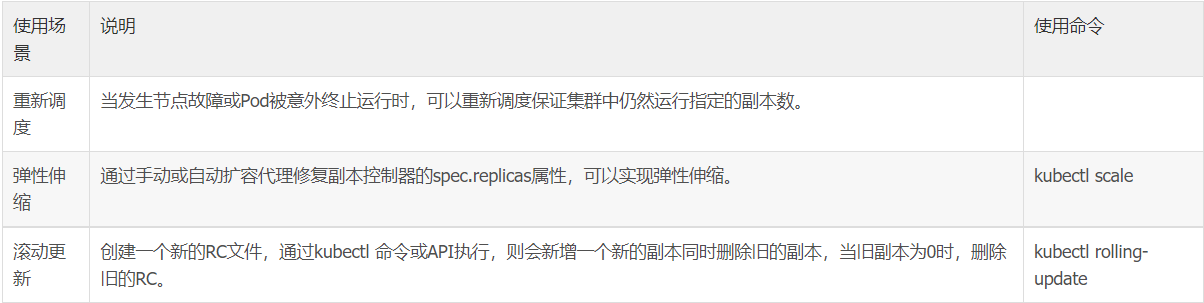 使用场
景
说明
使用命令
重新调
度
当发生节点故障或Pod被意外终止运行时，可以重新调度保证集群中仍然运行指定的副本数。
弹性伸
缩
通过手动或自动扩容代理修复副本控制器的spec.replicas属性，可以实现弹性伸缩。
kubectl scale
滚动更
新
创建一个新的RC文件，通过kubectl 命令或API执行，则会新增一个新的副本同时删除旧的副本，当旧副本为0时，删除
旧的RC。
kubectl rolling-
update